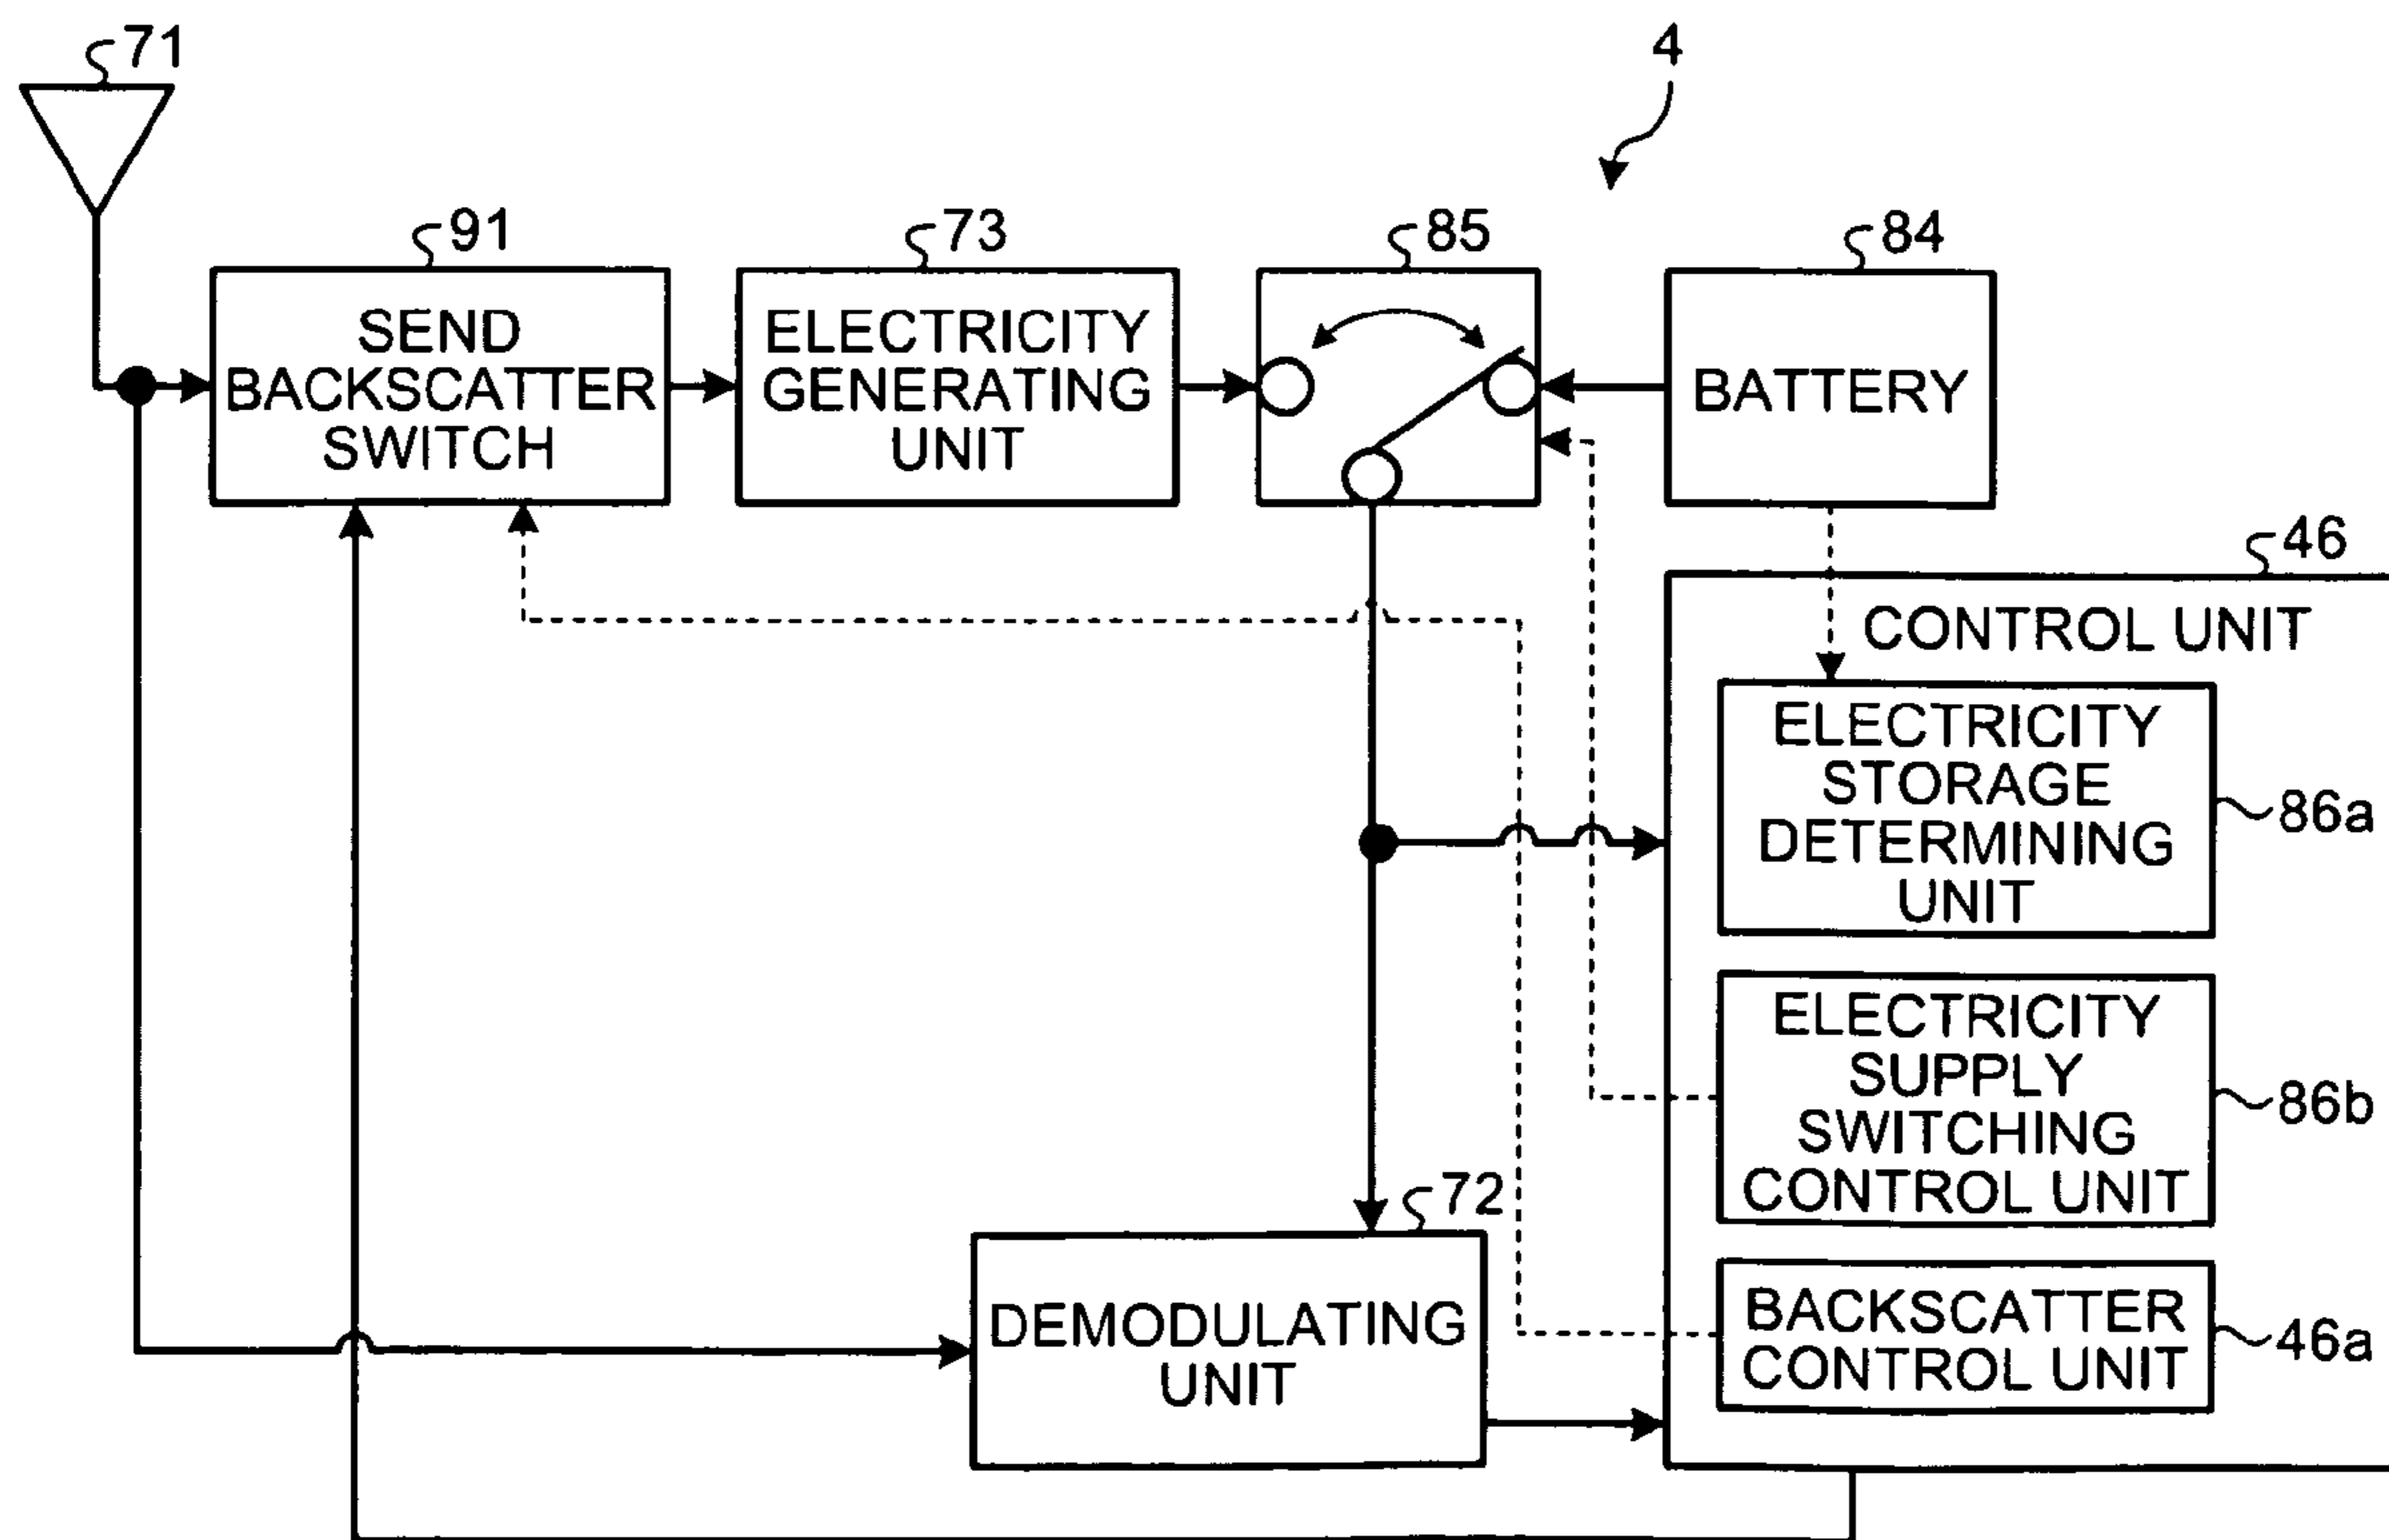 71
4
91
73
85
84
SEND
BACKSCATTER
SWITCH
ELECTRICITY
GENERATING
UNIT
BATTERY
46
CONTROL UNIT
ELECTRICITY
STORAGE
DETERMINING
UNIT
86a
ELECTRICITY
SUPPLY
SWITCHING
CONTROL UNIT
86b
72
DEMODULATING
UNIT
BACKSCATTER
CONTROL UNIT
46a